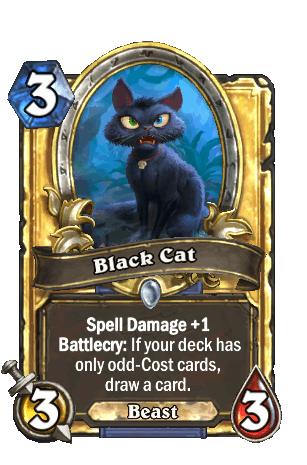 3
Black Cat
Spell Damage +1
Battlecry: If your deck has
only odd-Cost cards,
draw a card.
3
Beast
3